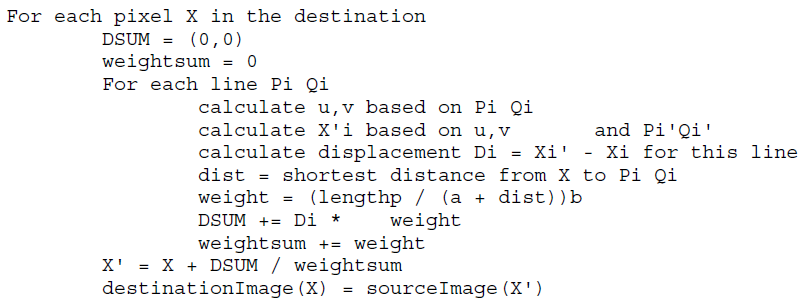 For each pixel X in the destination
DSUM = (0,0)
weightsum = 0
For each line Pi Qi
calculate u,v based on Pi Qi
calculate X'i based on u,v and Pi'Qi'
calculate displacement Di = Xi' - Xi for this line
dist = shortest distance from X to Pi Qi
weight = (lengthp / (a + dist))b
DSUM += Di * weight
weightsum += weight
X' = X + DSUM / weightsum
destinationImage(X) = sourceImage(X')